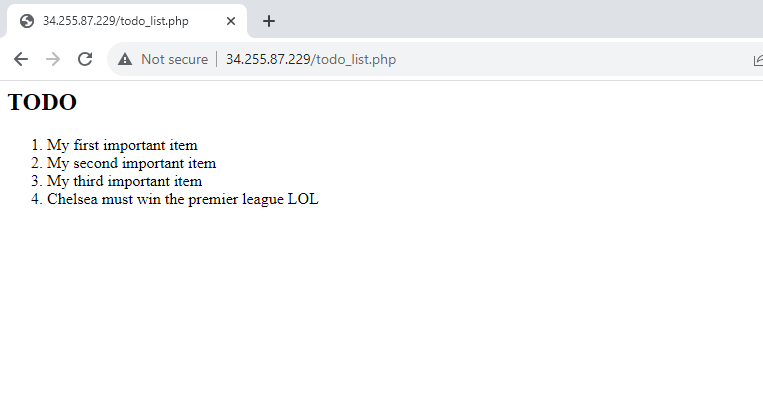 34.255.87.229/todo_list.php
Not secure 34.255.87.229/todo_list.php
TODO
1. My first important item
2. My second important item
3. My third important item
4. Chelsea must win the premier league LOL